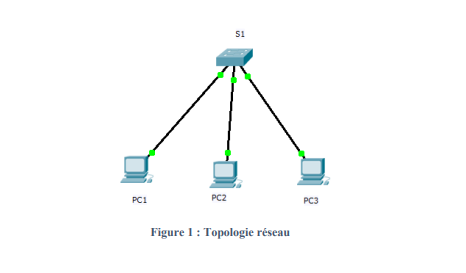 S1
PC1
PC2
PC3
Figure 1 : Topologie réseau